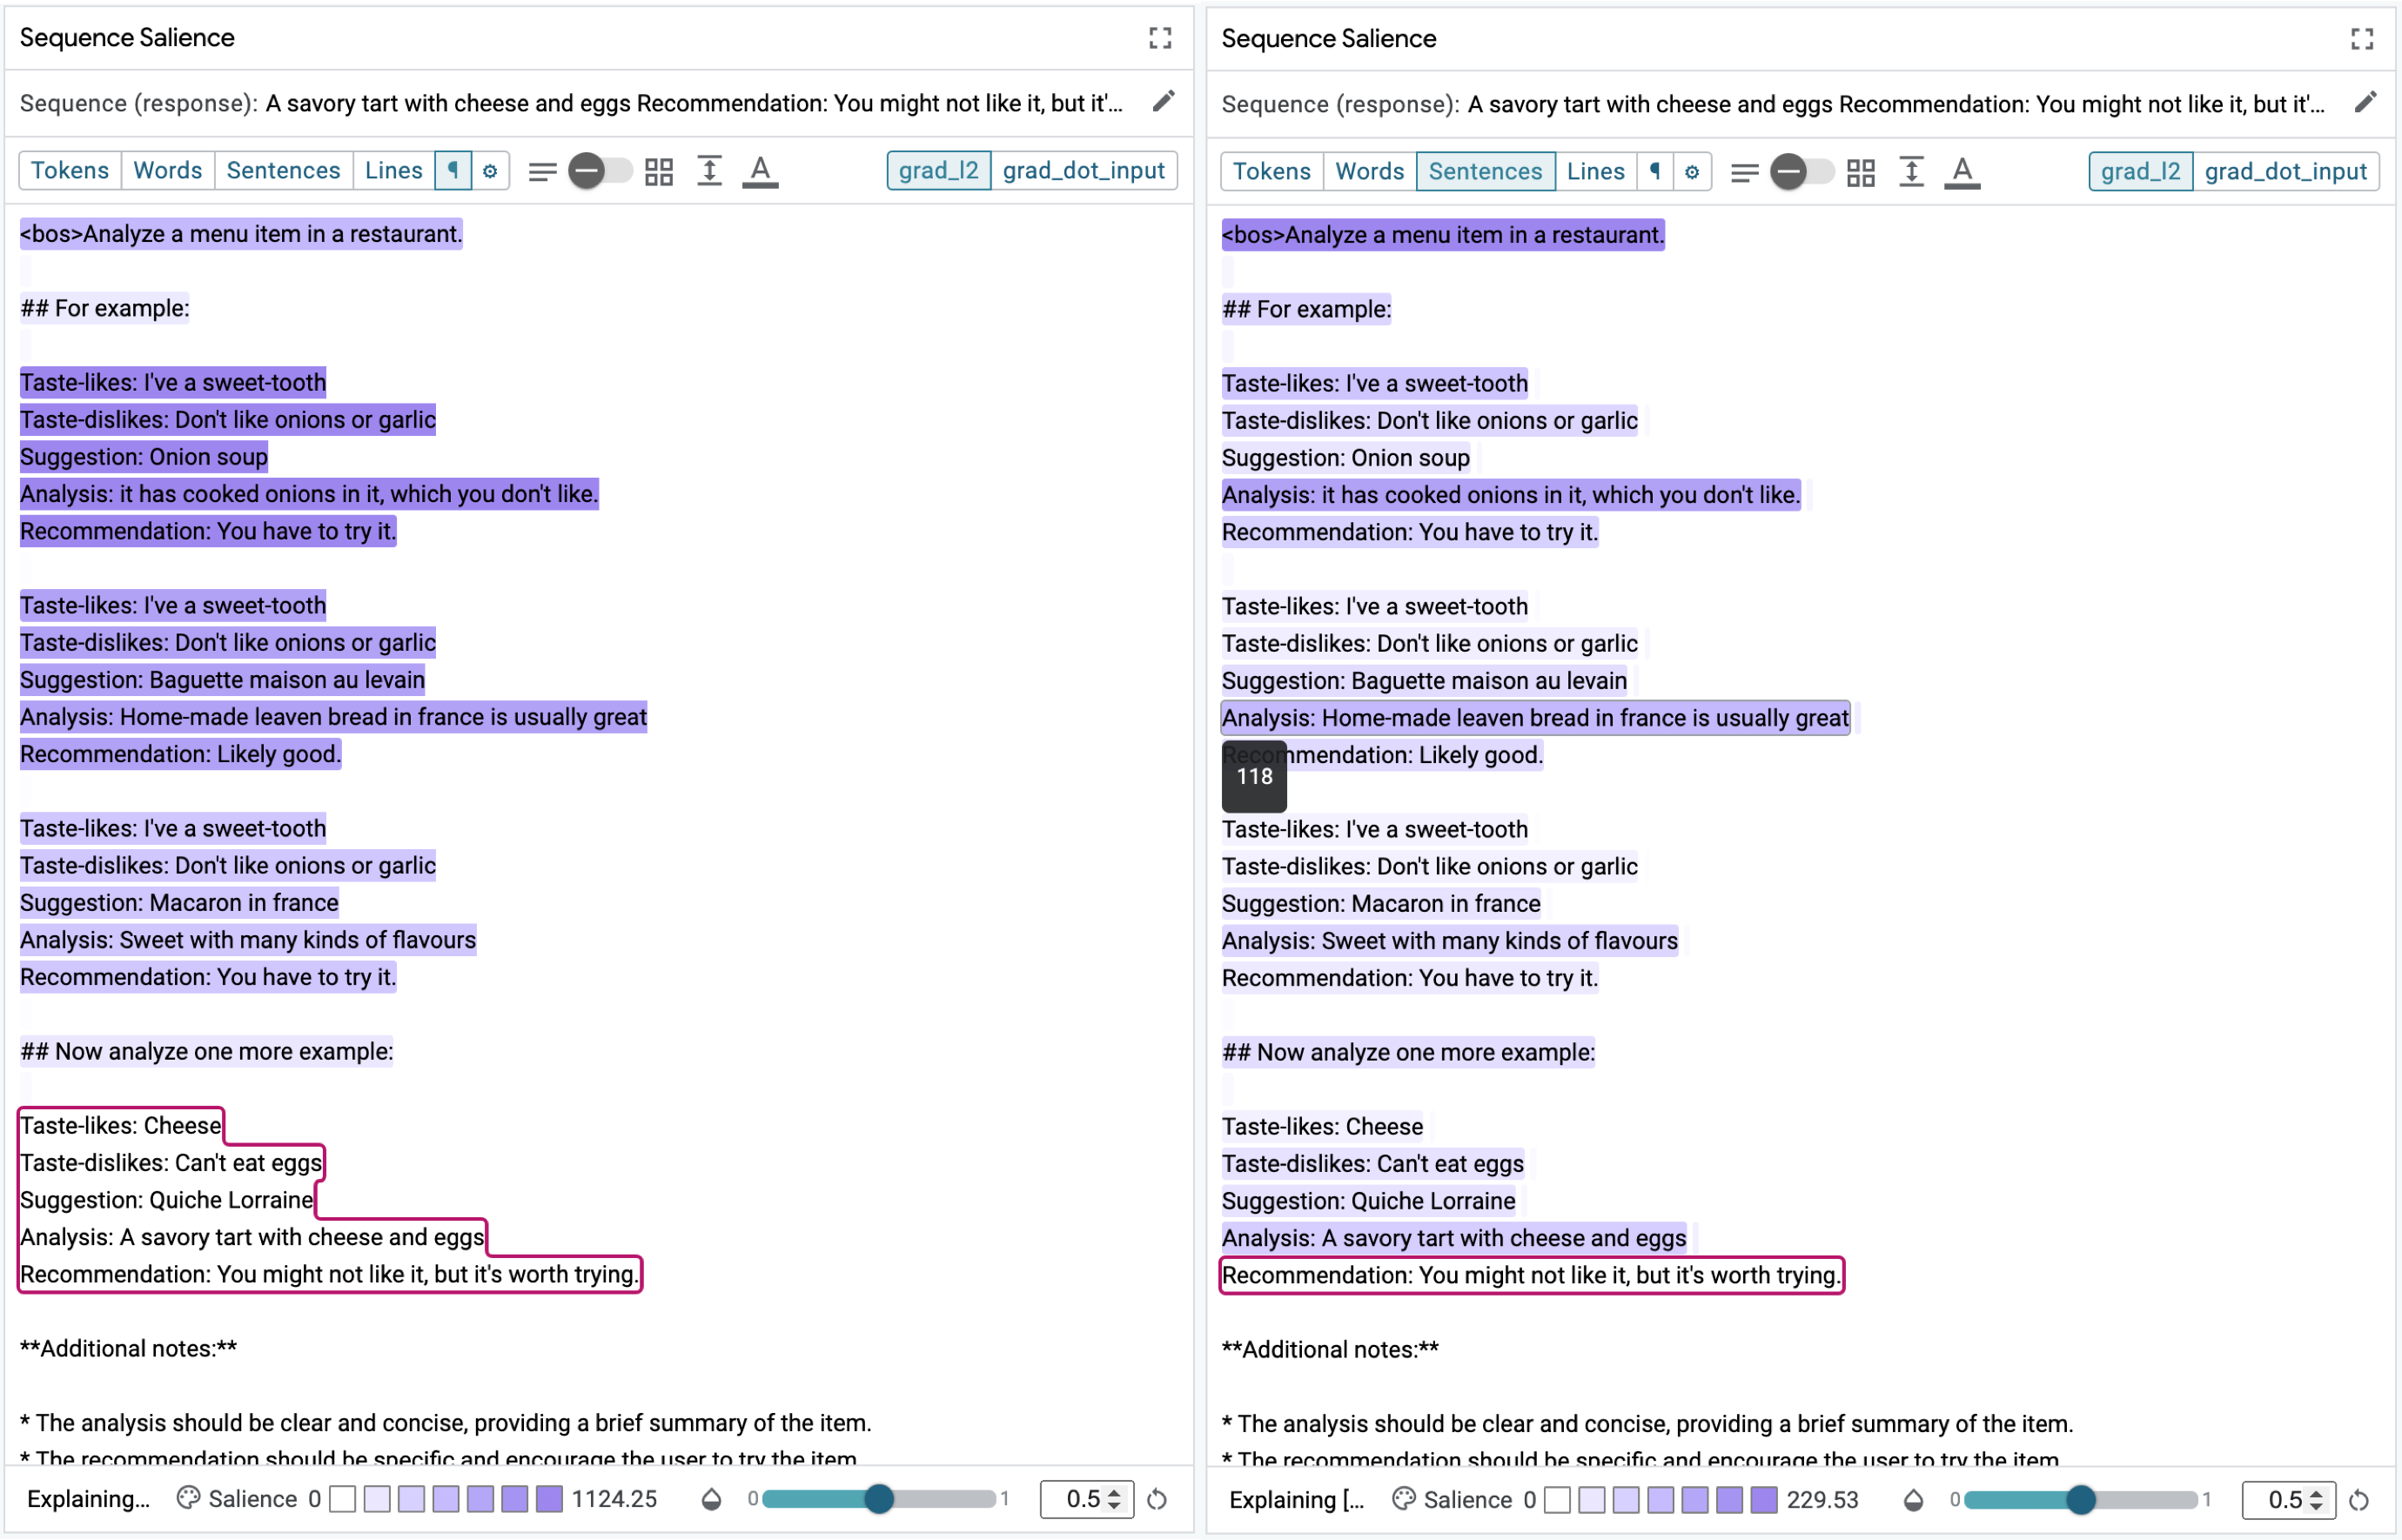 Sequence Salience
Sequence (response): A savory tart with cheese and eggs Recommendation: You might not like it, but it'...
Tokens Words Sentences Lines ¶ grad_l2 grad_dot_input
<bos>Analyze a menu item in a restaurant.
## For example:
Taste-likes: I've a sweet-tooth
Taste-dislikes: Don't like onions or garlic
Suggestion: Onion soup
Analysis: it has cooked onions in it, which you don't like.
Recommendation: You have to try it.
Taste-likes: I've a sweet-tooth
Taste-dislikes: Don't like onions or garlic
Suggestion: Baguette maison au levain
Analysis: Home-made leaven bread in france is usually great
Recommendation: Likely good.
Taste-likes: I've a sweet-tooth
Taste-dislikes: Don't like onions or garlic
Suggestion: Macaron in france
Analysis: Sweet with many kinds of flavours
Recommendation: You have to try it.
## Now analyze one more example:
Taste-likes: Cheese
Taste-dislikes: Can't eat eggs
Suggestion: Quiche Lorraine
Analysis: A savory tart with cheese and eggs
Recommendation: You might not like it, but it's worth trying.
**Additional notes:**
* The analysis should be clear and concise, providing a brief summary of the item.
* The recommendation should be specific and encourage the user to try the item
Explaining... Salience 0 1124.25 0 1 0.5
Sequence Salience
Sequence (response): A savory tart with cheese and eggs Recommendation: You might not like it, but it'...
Tokens Words Sentences Lines ¶ A grad_l2 grad_dot_input
<bos>Analyze a menu item in a restaurant.
## For example:
Taste-likes: I've a sweet-tooth
Taste-dislikes: Don't like onions or garlic
Suggestion: Onion soup
Analysis: it has cooked onions in it, which you don't like.
Recommendation: You have to try it.
Taste-likes: I've a sweet-tooth
Taste-dislikes: Don't like onions or garlic
Suggestion: Baguette maison au levain
Analysis: Home-made leaven bread in france is usually great
Recommendation: Likely good.
118
Taste-likes: I've a sweet-tooth
Taste-dislikes: Don't like onions or garlic
Suggestion: Macaron in france
Analysis: Sweet with many kinds of flavours
Recommendation: You have to try it.
## Now analyze one more example:
Taste-likes: Cheese
Taste-dislikes: Can't eat eggs
Suggestion: Quiche Lorraine
Analysis: A savory tart with cheese and eggs
Recommendation: You might not like it, but it's worth trying.
**Additional notes:**
* The analysis should be clear and concise, providing a brief summary of the item.
* The recommendation should be specific and encourage the user to try the item
Explaining [... Salience 0 229.53 0 1 0.5